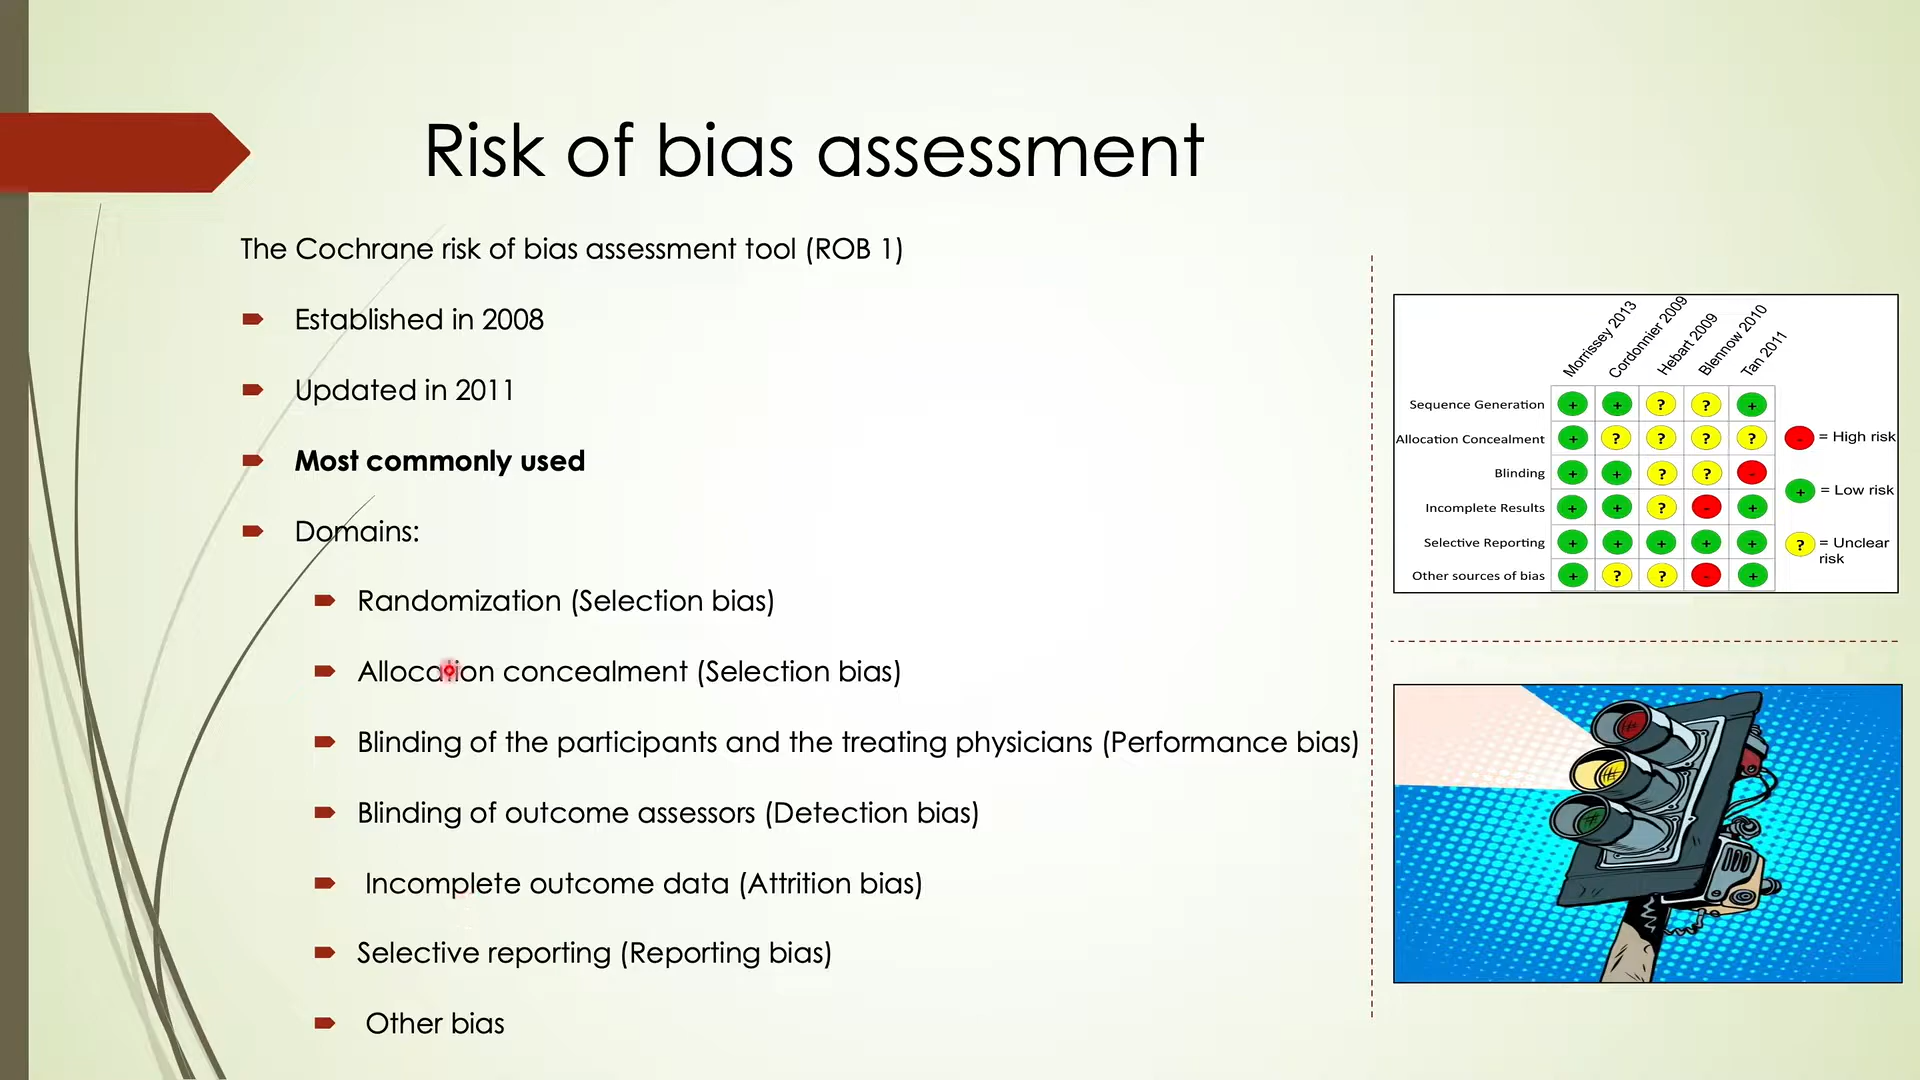 Risk of bias assessment
The Cochrane risk of bias assessment tool (ROB 1)
Established in 2008
Updated in 2011
Most commonly used
Domains:
Randomization (Selection bias)
Allocation concealment (Selection bias)
Blinding of the participants and the treating physicians (Performance bias)
Blinding of outcome assessors (Detection bias)
Incomplete outcome data (Attrition bias)
Selective reporting (Reporting bias)
Other bias
Morrissey 2013
Cordonnier 2009
Hebart 2009
Blennow 2010
Tan 2011
Sequence Generation + + ? ? +
Allocation Concealment + ? ? ? ?
Blinding + + ? ? -
Incomplete Results + + ? - +
Selective Reporting + + + + +
Other sources of bias + ? ? - +
- = High risk
+ = Low risk
? = Unclear
risk